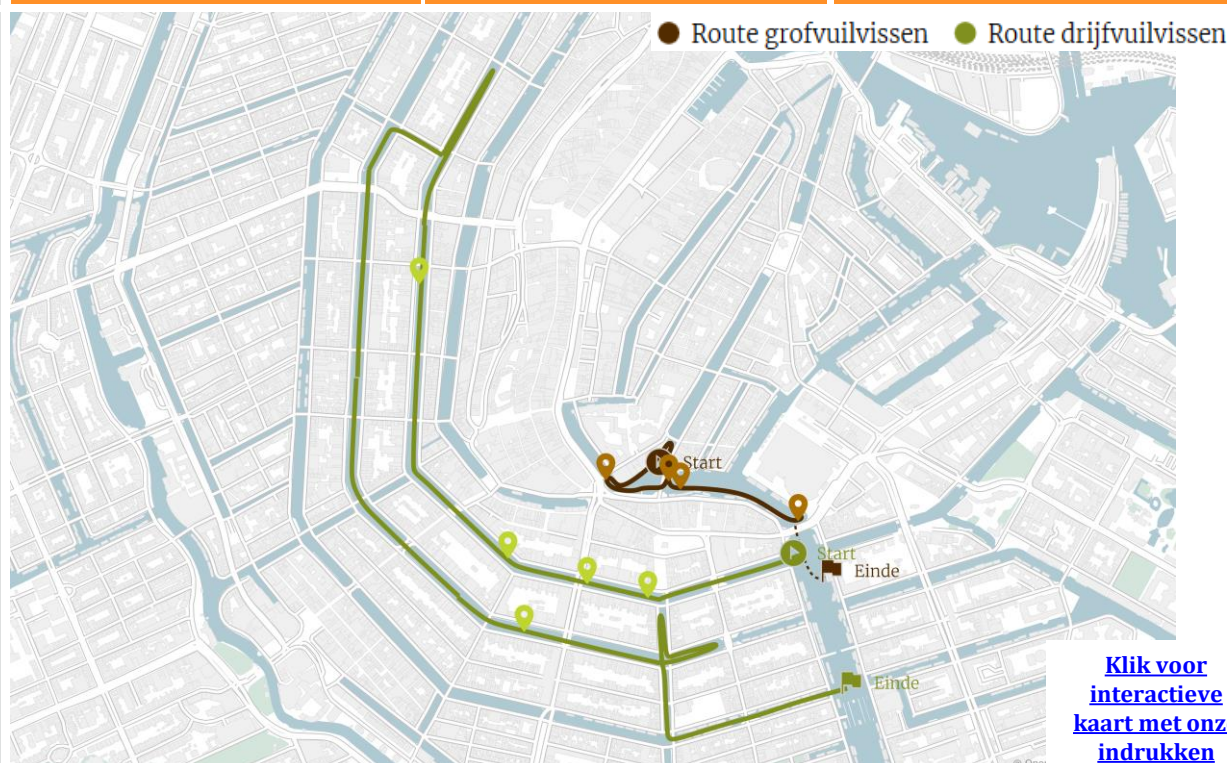 Route grofvuilvissen Route drijfvuilvissen
Start
Start
Einde
Einde
Klik voor
interactieve
kaart met onz
indrukken